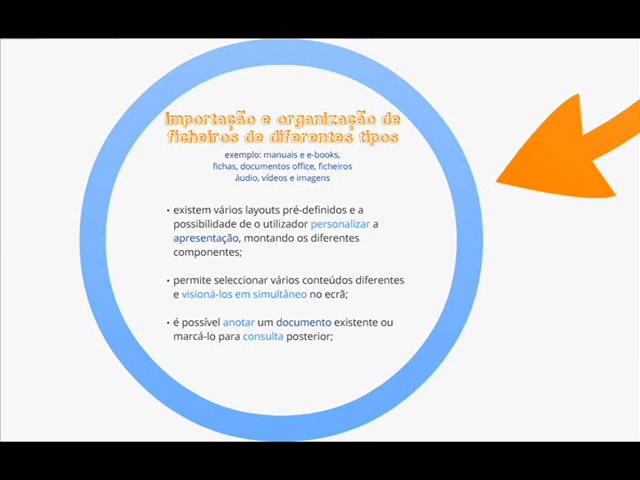 Importação e organização de
ficheiros de diferentes tipos
exemplo: manuais e e-books,
fichas, documentos office, ficheiros
áudio, vídeos e imagens
• existem vários layouts pré-definidos e a
possibilidade de o utilizador personalizar a
apresentação, montando os diferentes
componentes;
• permite seleccionar vários conteúdos diferentes
e visioná-los em simultâneo no ecrã;
• é possível anotar um documento existente ou
marcá-lo para consulta posterior;